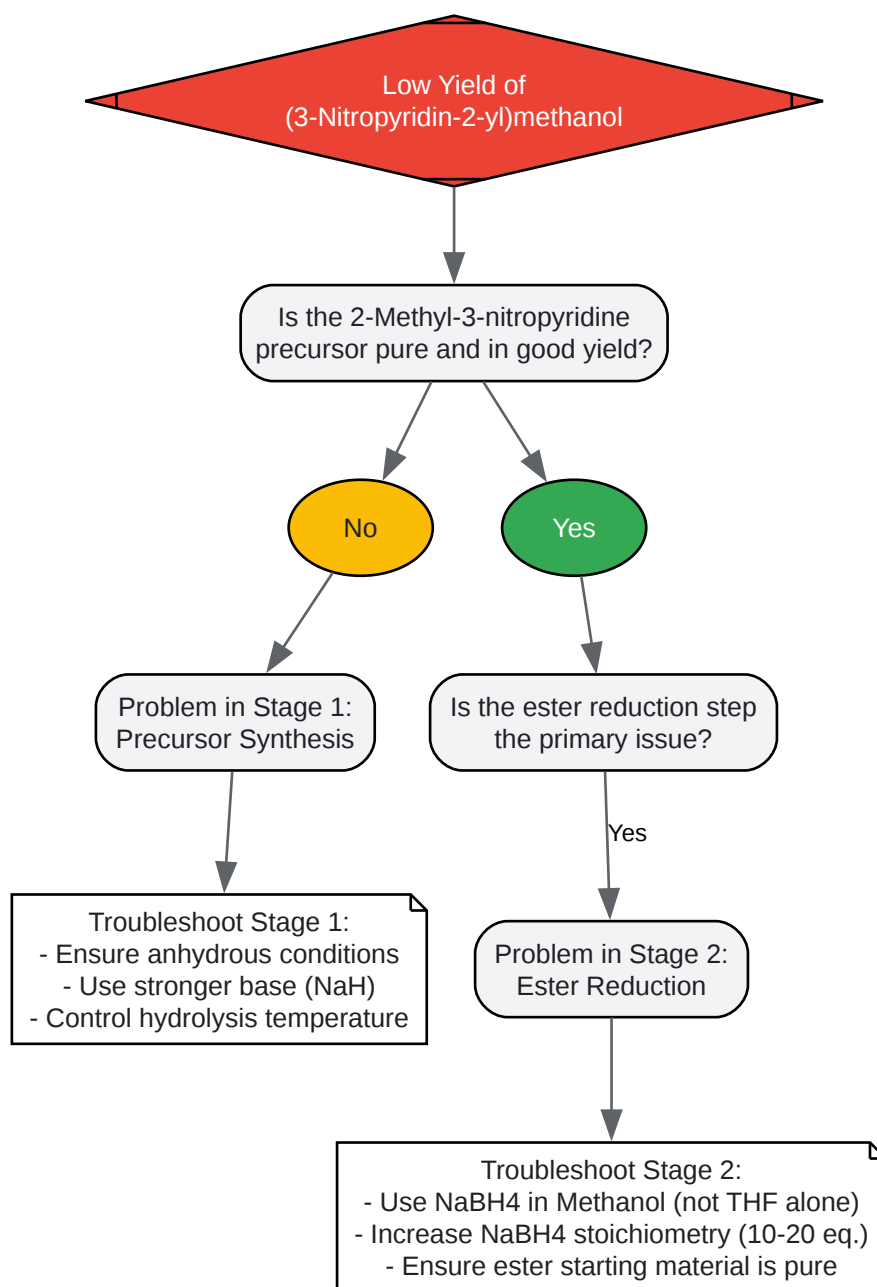 Low Yield of
(3-Nitropyridin-2-yl)methanol
Is the 2-Methyl-3-nitropyridine
precursor pure and in good yield?
No
Yes
Problem in Stage 1:
Precursor Synthesis
Is the ester reduction step
the primary issue?
Yes
Troubleshoot Stage 1:
- Ensure anhydrous conditions
- Use stronger base (NaH)
- Control hydrolysis temperature
Problem in Stage 2:
Ester Reduction
Troubleshoot Stage 2:
- Use NaBH4 in Methanol (not THF alone)
- Increase NaBH4 stoichiometry (10-20 eq.)
- Ensure ester starting material is pure